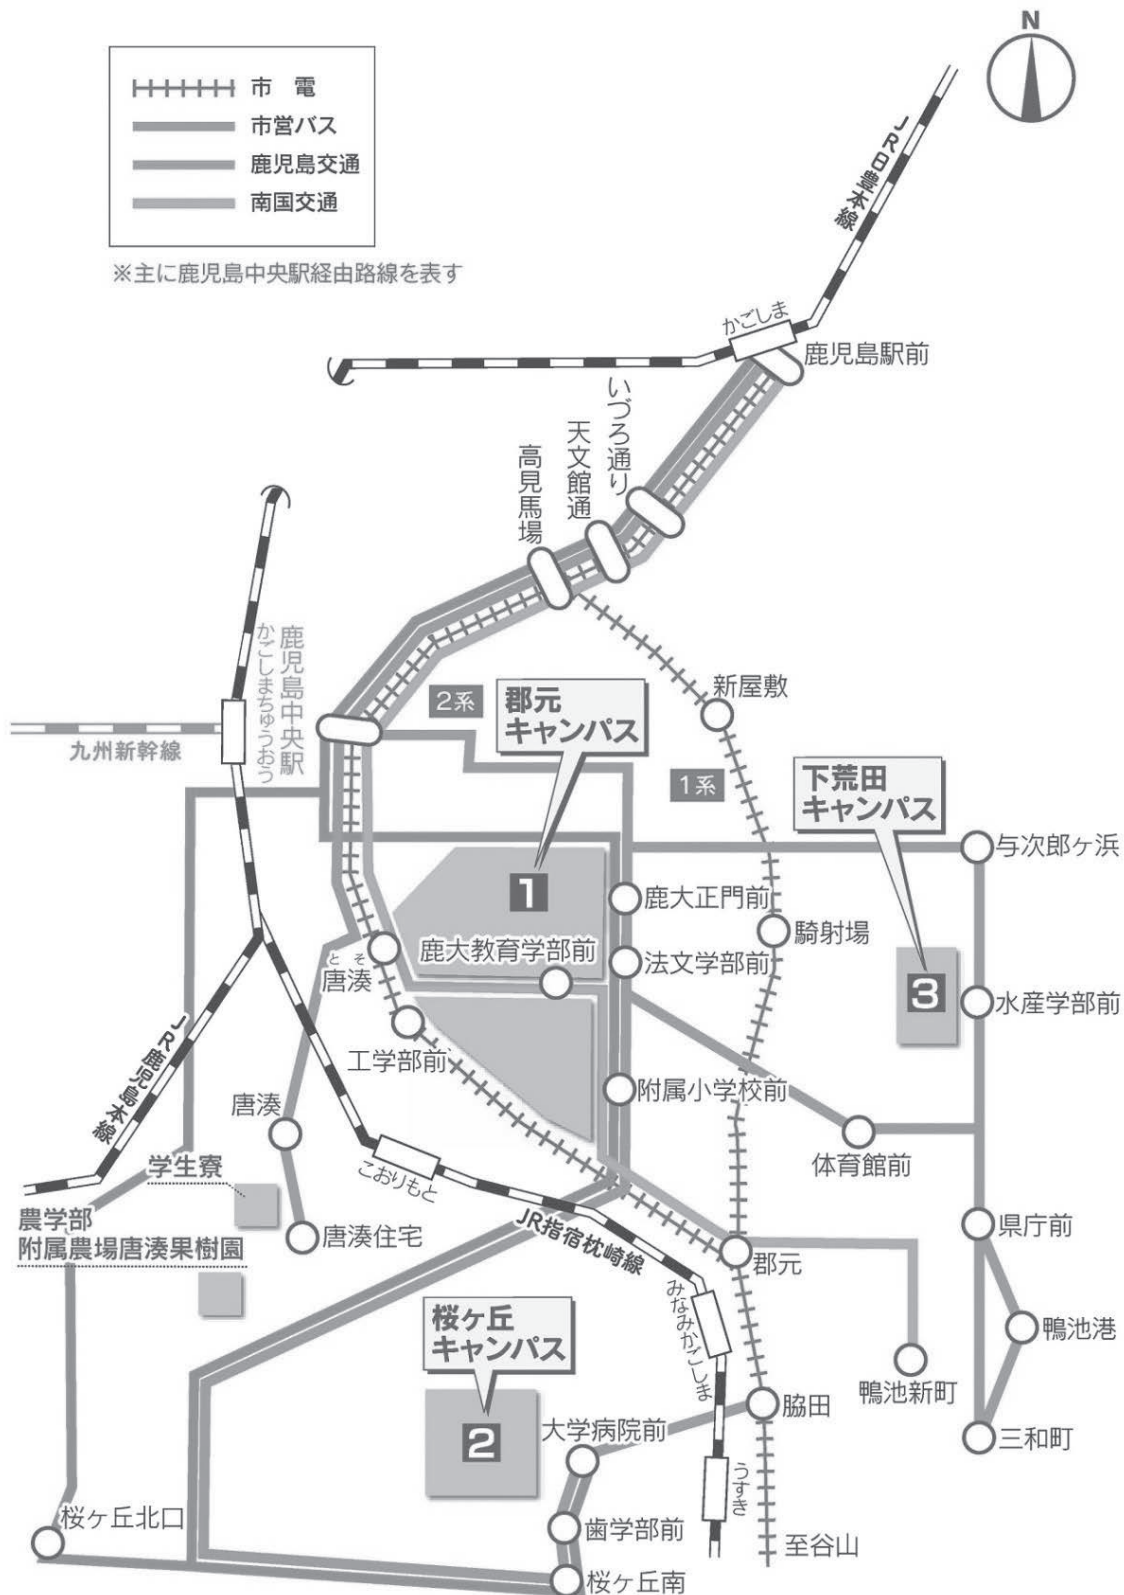 N
市　電
市営バス
鹿児島交通
南国交通
※主に鹿児島中央駅経由路線を表す
JR日豊本線
かごしま
鹿児島駅前
いづろ通り
天文館通
高見馬場
鹿児島中央駅
かごしまちゅうおう
九州新幹線
2系
郡元
キャンパス
新屋敷
1系
下荒田
キャンパス
与次郎ヶ浜
1
鹿大正門前
騎射場
鹿大教育学部前
法文学部前
3
水産学部前
とそ
唐湊
工学部前
附属小学校前
JR鹿児島本線
唐湊
体育館前
学生寮
こおりもと
農学部
附属農場唐湊果樹園
唐湊住宅
JR指宿枕崎線
郡元
県庁前
みなみかごしま
桜ヶ丘
キャンパス
鴨池港
鴨池新町
脇田
三和町
2
大学病院前
うすき
桜ヶ丘北口
歯学部前
至谷山
桜ヶ丘南